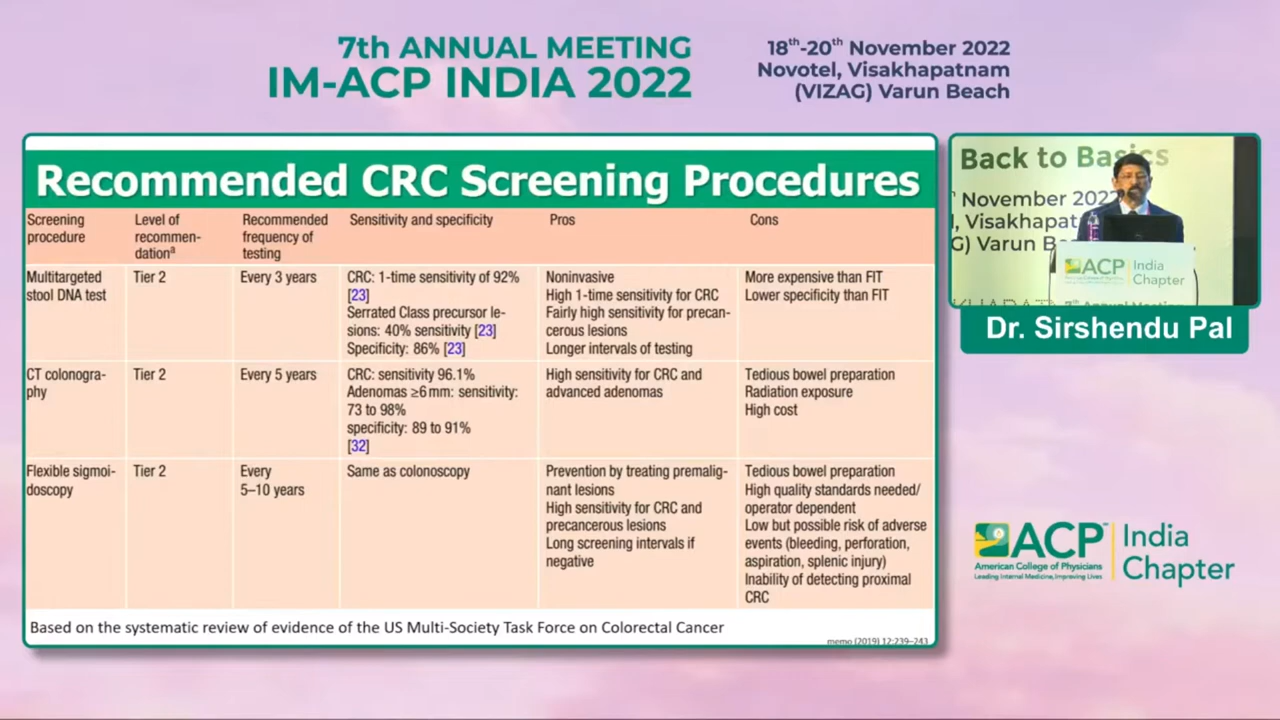 7th ANNUAL MEETING
IM-ACP INDIA 2022
18th-20th November 2022
Novotel, Visakhapatnam
(VIZAG) Varun Beach
Recommended CRC Screening Procedures
Screening procedure
Level of recommen-dationa
Recommended frequency of testing
Sensitivity and specificity
Pros
Cons
Multitargeted stool DNA test
Tier 2
Every 3 years
CRC: 1-time sensitivity of 92%
[23]
Serrated Class precursor le-
sions: 40% sensitivity [23]
Specificity: 86% [23]
Noninvasive
High 1-time sensitivity for CRC
Fairly high sensitivity for precan-
cerous lesions
Longer intervals of testing
More expensive than FIT
Lower specificity than FIT
CT colonogra-
phy
Tier 2
Every 5 years
CRC: sensitivity 96.1%
Adenomas ≥6mm: sensitivity:
73 to 98%
specificity: 89 to 91%
[32]
High sensitivity for CRC and
advanced adenomas
Tedious bowel preparation
Radiation exposure
High cost
Flexible sigmoi-
doscopy
Tier 2
Every
5–10 years
Same as colonoscopy
Prevention by treating premalig-
nant lesions
High sensitivity for CRC and
precancerous lesions
Long screening intervals if
negative
Tedious bowel preparation
High quality standards needed/
operator dependent
Low but possible risk of adverse
events (bleeding, perforation,
aspiration, splenic injury)
Inability of detecting proximal
CRC
Based on the systematic review of evidence of the US Multi-Society Task Force on Colorectal Cancer
memo (2019) 12:239–243
Back to Basics
November 2022
, Visakhapat
G) Varun B
ACP India
Chapter
7th Annual Meeting
Dr. Sirshendu Pal
ACP
American College of Physicians
Leading Internal Medicine, Improving Lives
India
Chapter